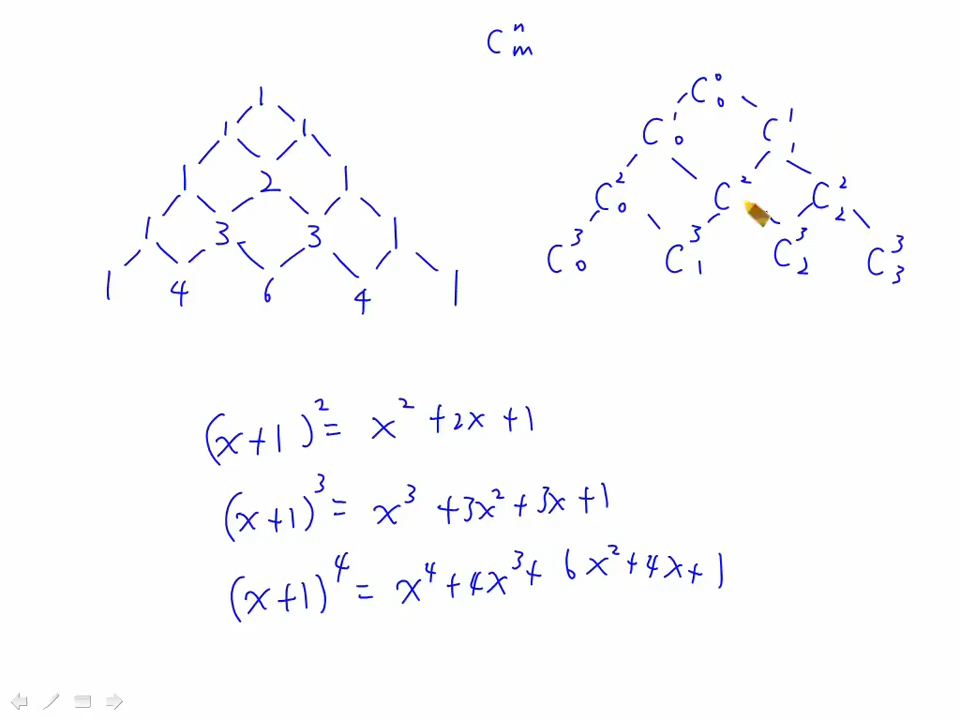 C^n_m
1
1 1
1 2 1
1 3 3 1
1 4 6 4 1
C^0_0
C^1_0 C^1_1
C^2_0 C^2 C^2_2
C^3_0 C^3_1 C^3_2 C^3_3
(x+1)^2 = x^2 + 2x + 1
(x+1)^3 = x^3 + 3x^2 + 3x + 1
(x+1)^4 = x^4 + 4x^3 + 6x^2 + 4x + 1